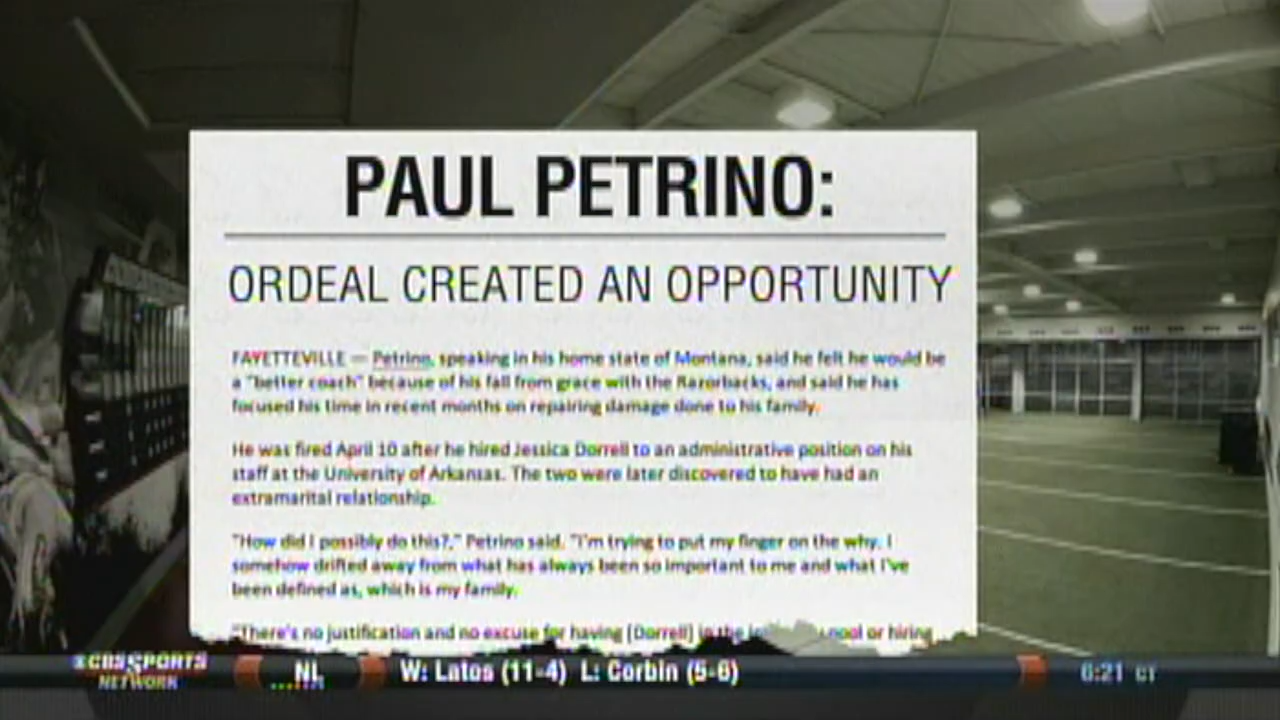 PAUL PETRINO:
ORDEAL CREATED AN OPPORTUNITY
FAYETTEVILLE — Petrino, speaking in his home state of Montana, said he felt he would be
a "better coach" because of his fall from grace with the Razorbacks, and said he has
focused his time in recent months on repairing damage done to his family.
He was fired April 10 after he hired Jessica Dorrell to an administrative position on his
staff at the University of Arkansas. The two were later discovered to have had an
extramarital relationship.
"How did I possibly do this?," Petrino said. "I'm trying to put my finger on the why. I
somehow drifted away from what has always been so important to me and what I've
been defined as, which is my family.
"There's no justification and no excuse for having [Dorrell] in the pool or hiring
CBS SPORTS
NETWORK
NL W: Latos (11-4) L: Corbin (5-6) 6:21 CT